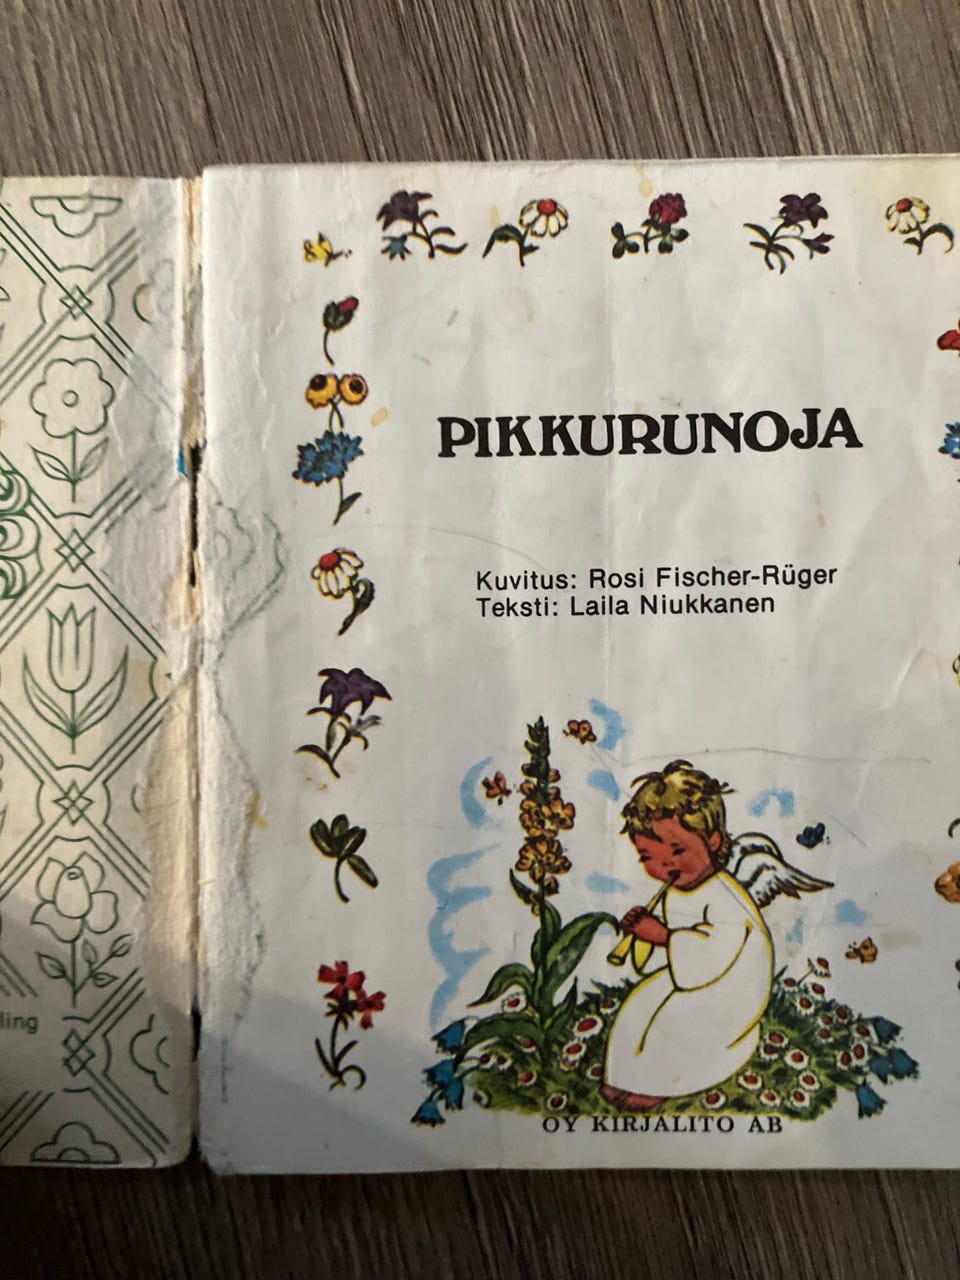 PIKKURUNOJA
Kuvitus: Rosi Fischer-Rüger
Teksti: Laila Niukkanen
OY KIRJALITO AB